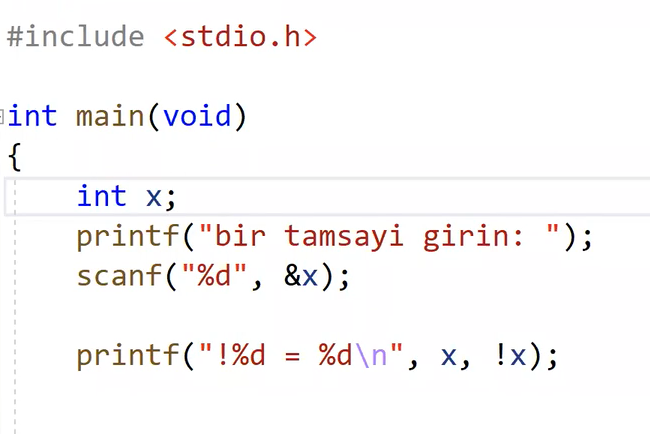 #include <stdio.h>
int main(void)
{
int x;
printf("bir tamsayi girin: ");
scanf("%d", &x);
printf("!%d = %d\n", x, !x);